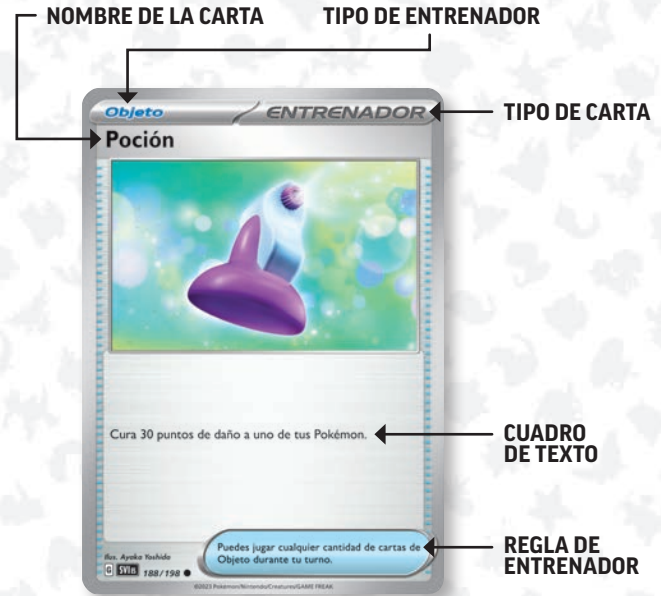 NOMBRE DE LA CARTA
TIPO DE ENTRENADOR
Objeto
ENTRENADOR
TIPO DE CARTA
Poción
Cura 30 puntos de daño a uno de tus Pokémon.
CUADRO
DE TEXTO
Puedes jugar cualquier cantidad de cartas de
Objeto durante tu turno.
REGLA DE
ENTRENADOR
Ilus. Ayaka Yoshida
G SVI ES 188/198
©2023 Pokémon/Nintendo/Creatures/GAME FREAK